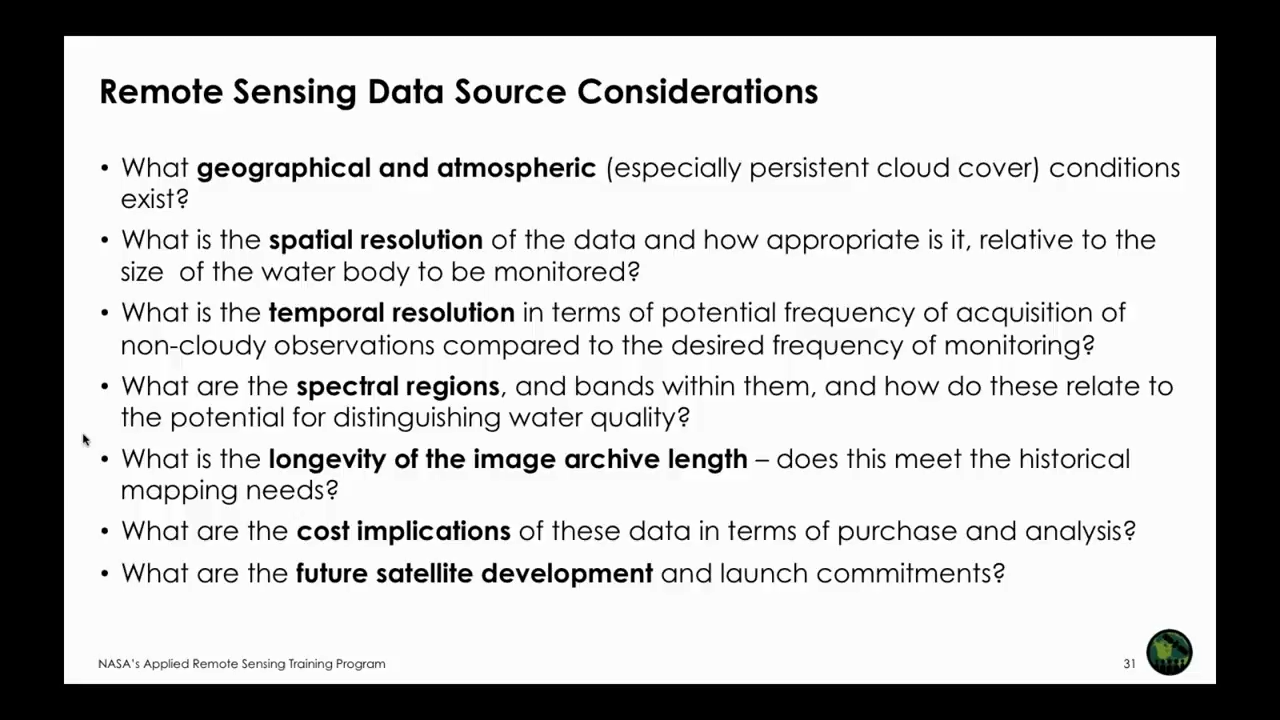 Remote Sensing Data Source Considerations
• What geographical and atmospheric (especially persistent cloud cover) conditions
exist?
• What is the spatial resolution of the data and how appropriate is it, relative to the
size  of the water body to be monitored?
• What is the temporal resolution in terms of potential frequency of acquisition of
non-cloudy observations compared to the desired frequency of monitoring?
• What are the spectral regions, and bands within them, and how do these relate to
the potential for distinguishing water quality?
• What is the longevity of the image archive length – does this meet the historical
mapping needs?
• What are the cost implications of these data in terms of purchase and analysis?
• What are the future satellite development and launch commitments?
NASA's Applied Remote Sensing Training Program
31